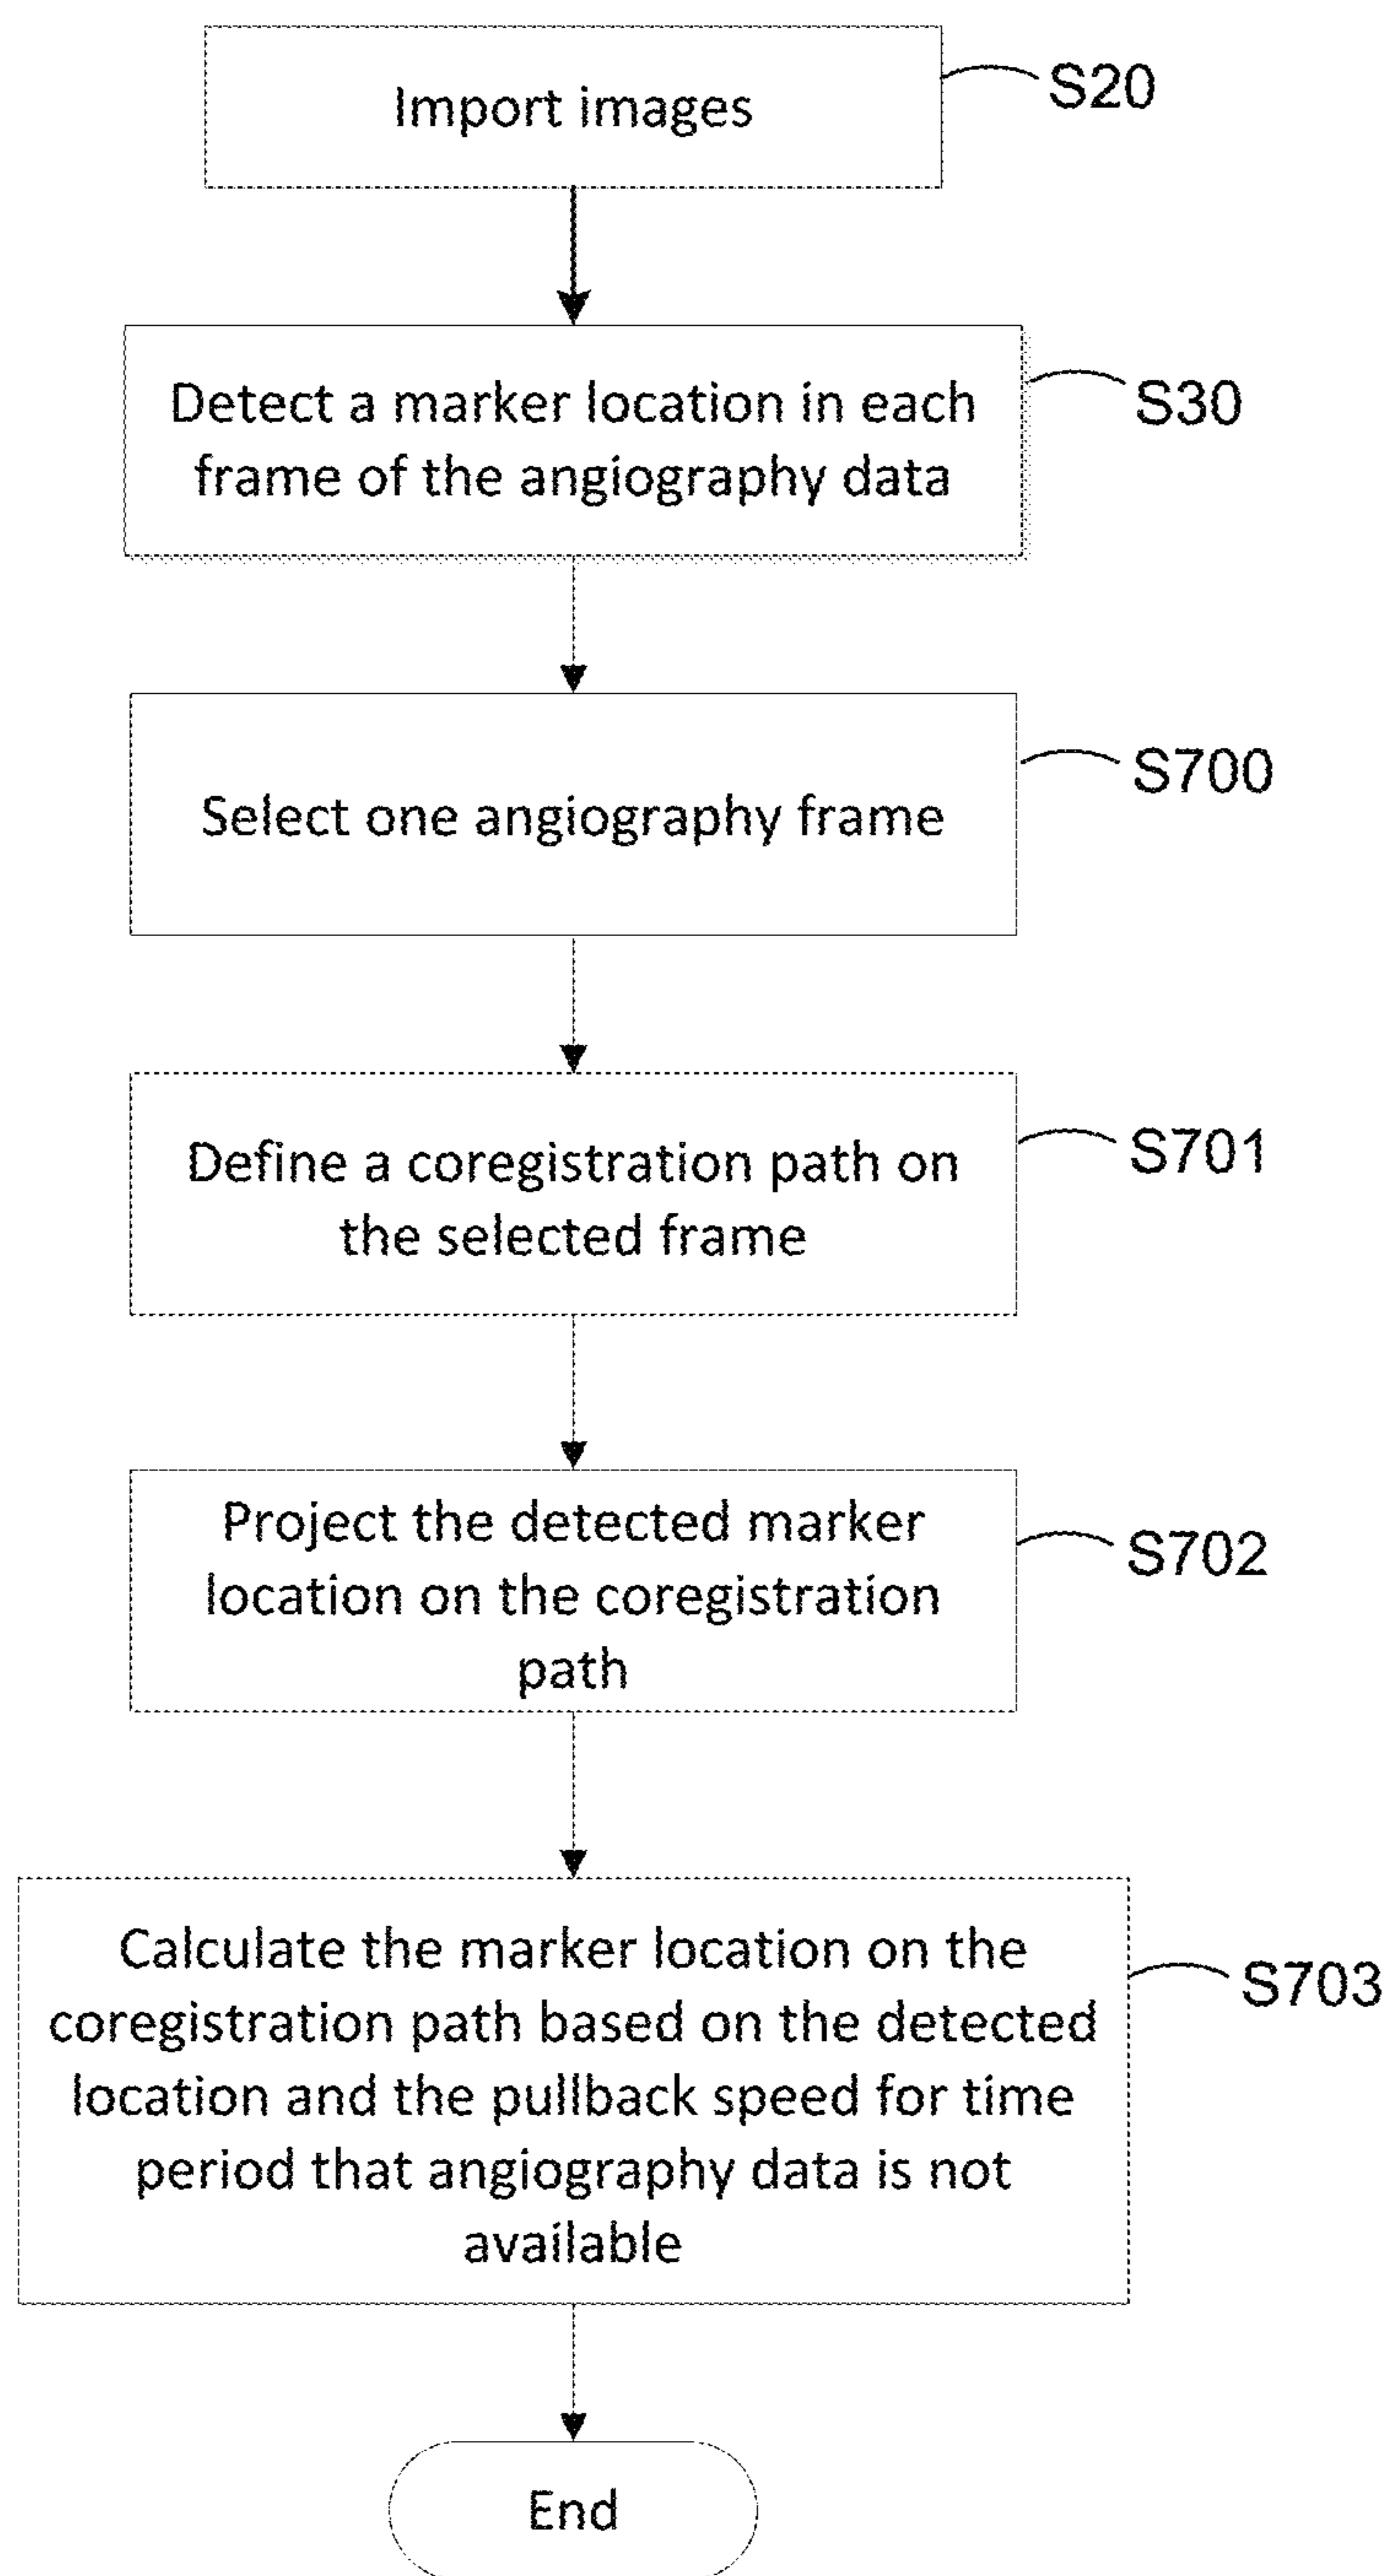 Import images
S20
Detect a marker location in each
frame of the angiography data
S30
Select one angiography frame
S700
Define a coregistration path on
the selected frame
S701
Project the detected marker
location on the coregistration
path
S702
Calculate the marker location on the
coregistration path based on the detected
location and the pullback speed for time
period that angiography data is not
available
S703
End